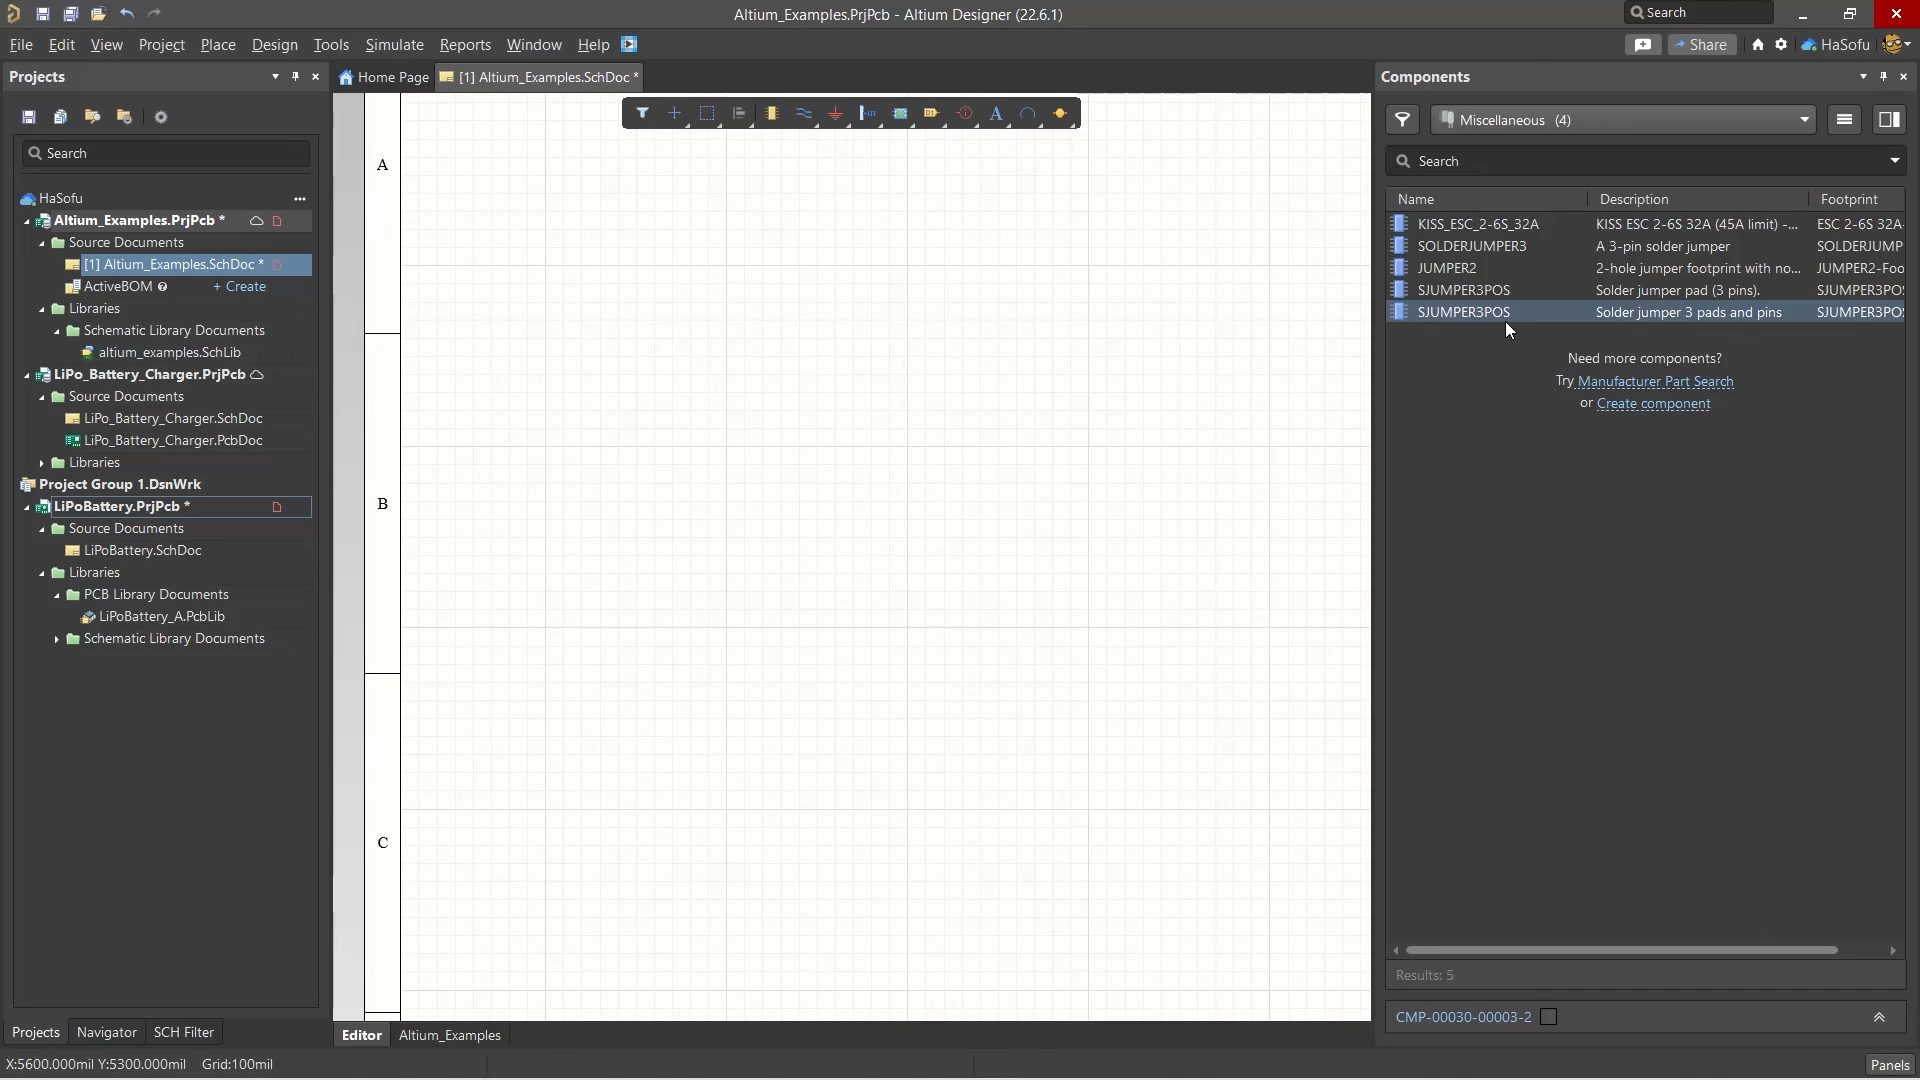 Altium_Examples.PrjPcb - Altium Designer (22.6.1)
Search
File Edit View Project Place Design Tools Simulate Reports Window Help
Share
HaSofu
Projects
Search
HaSofu
Altium_Examples.PrjPcb *
Source Documents
[1] Altium_Examples.SchDoc *
ActiveBOM
+ Create
Libraries
Schematic Library Documents
altium_examples.SchLib
LiPo_Battery_Charger.PrjPcb
Source Documents
LiPo_Battery_Charger.SchDoc
LiPo_Battery_Charger.PcbDoc
Libraries
Project Group 1.DsnWrk
LiPoBattery.PrjPcb *
Source Documents
LiPoBattery.SchDoc
Libraries
PCB Library Documents
LiPoBattery_A.PcbLib
Schematic Library Documents
Projects Navigator SCH Filter
Home Page
[1] Altium_Examples.SchDoc *
A
B
C
Editor Altium_Examples
Components
Miscellaneous (4)
Search
Name Description Footprint
KISS_ESC_2-6S_32A KISS ESC 2-6S 32A (45A limit) -... ESC 2-6S 32A-
SOLDERJUMPER3 A 3-pin solder jumper SOLDERJUMP
JUMPER2 2-hole jumper footprint with no... JUMPER2-Foo
SJUMPER3POS Solder jumper pad (3 pins). SJUMPER3POS
SJUMPER3POS Solder jumper 3 pads and pins SJUMPER3POS
Need more components?
Try Manufacturer Part Search
or Create component
Results: 5
CMP-00030-00003-2
X:5600.000mil Y:5300.000mil Grid:100mil
Panels